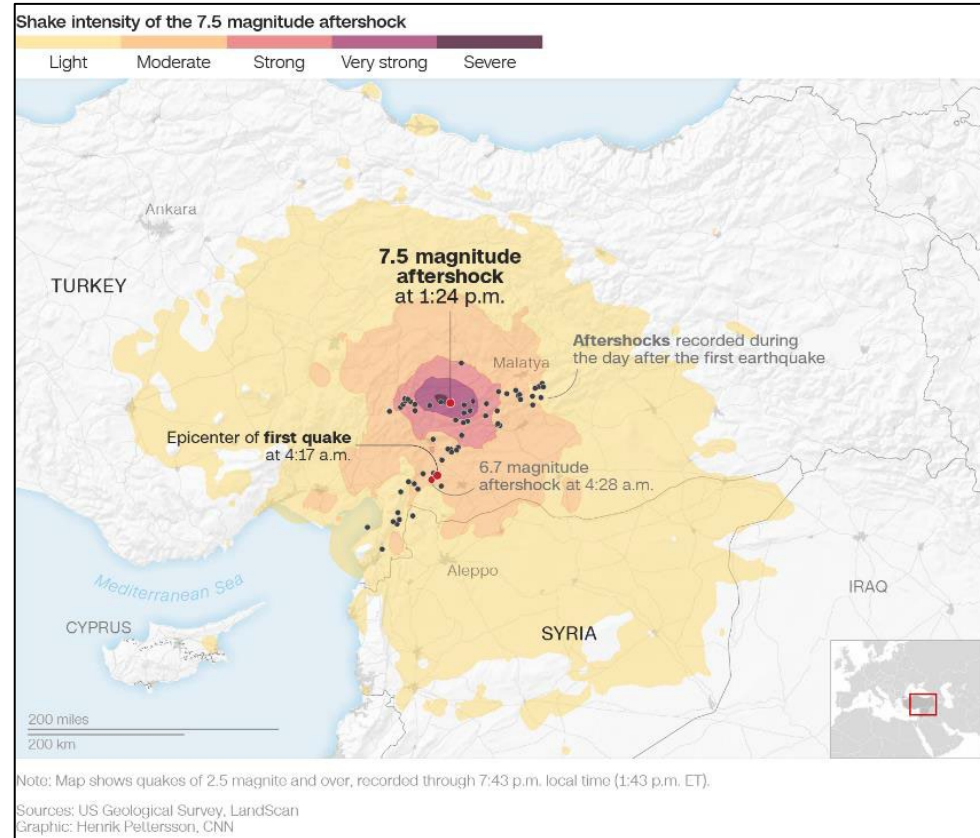 Shake intensity of the 7.5 magnitude aftershock
Light Moderate Strong Very strong Severe
Ankara
TURKEY
7.5 magnitude
aftershock
at 1:24 p.m.
Aftershocks recorded during
the day after the first earthquake
Malatya
Epicenter of first quake
at 4:17 a.m.
6.7 magnitude
aftershock at 4:28 a.m.
Mediterranean Sea
Aleppo
IRAQ
CYPRUS
SYRIA
200 miles
200 km
Note: Map shows quakes of 2.5 magnite and over, recorded through 7:43 p.m. local time (1:43 p.m. ET).
Sources: US Geological Survey, LandScan
Graphic: Henrik Pettersson, CNN